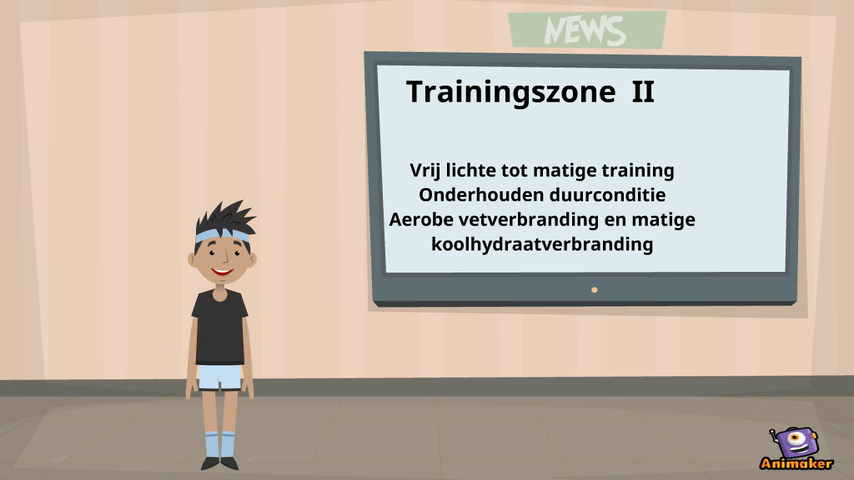 NEWS
Trainingszone II
Vrij lichte tot matige training
Onderhouden duurconditie
Aerobe vetverbranding en matige
koolhydraatverbranding
Animaker